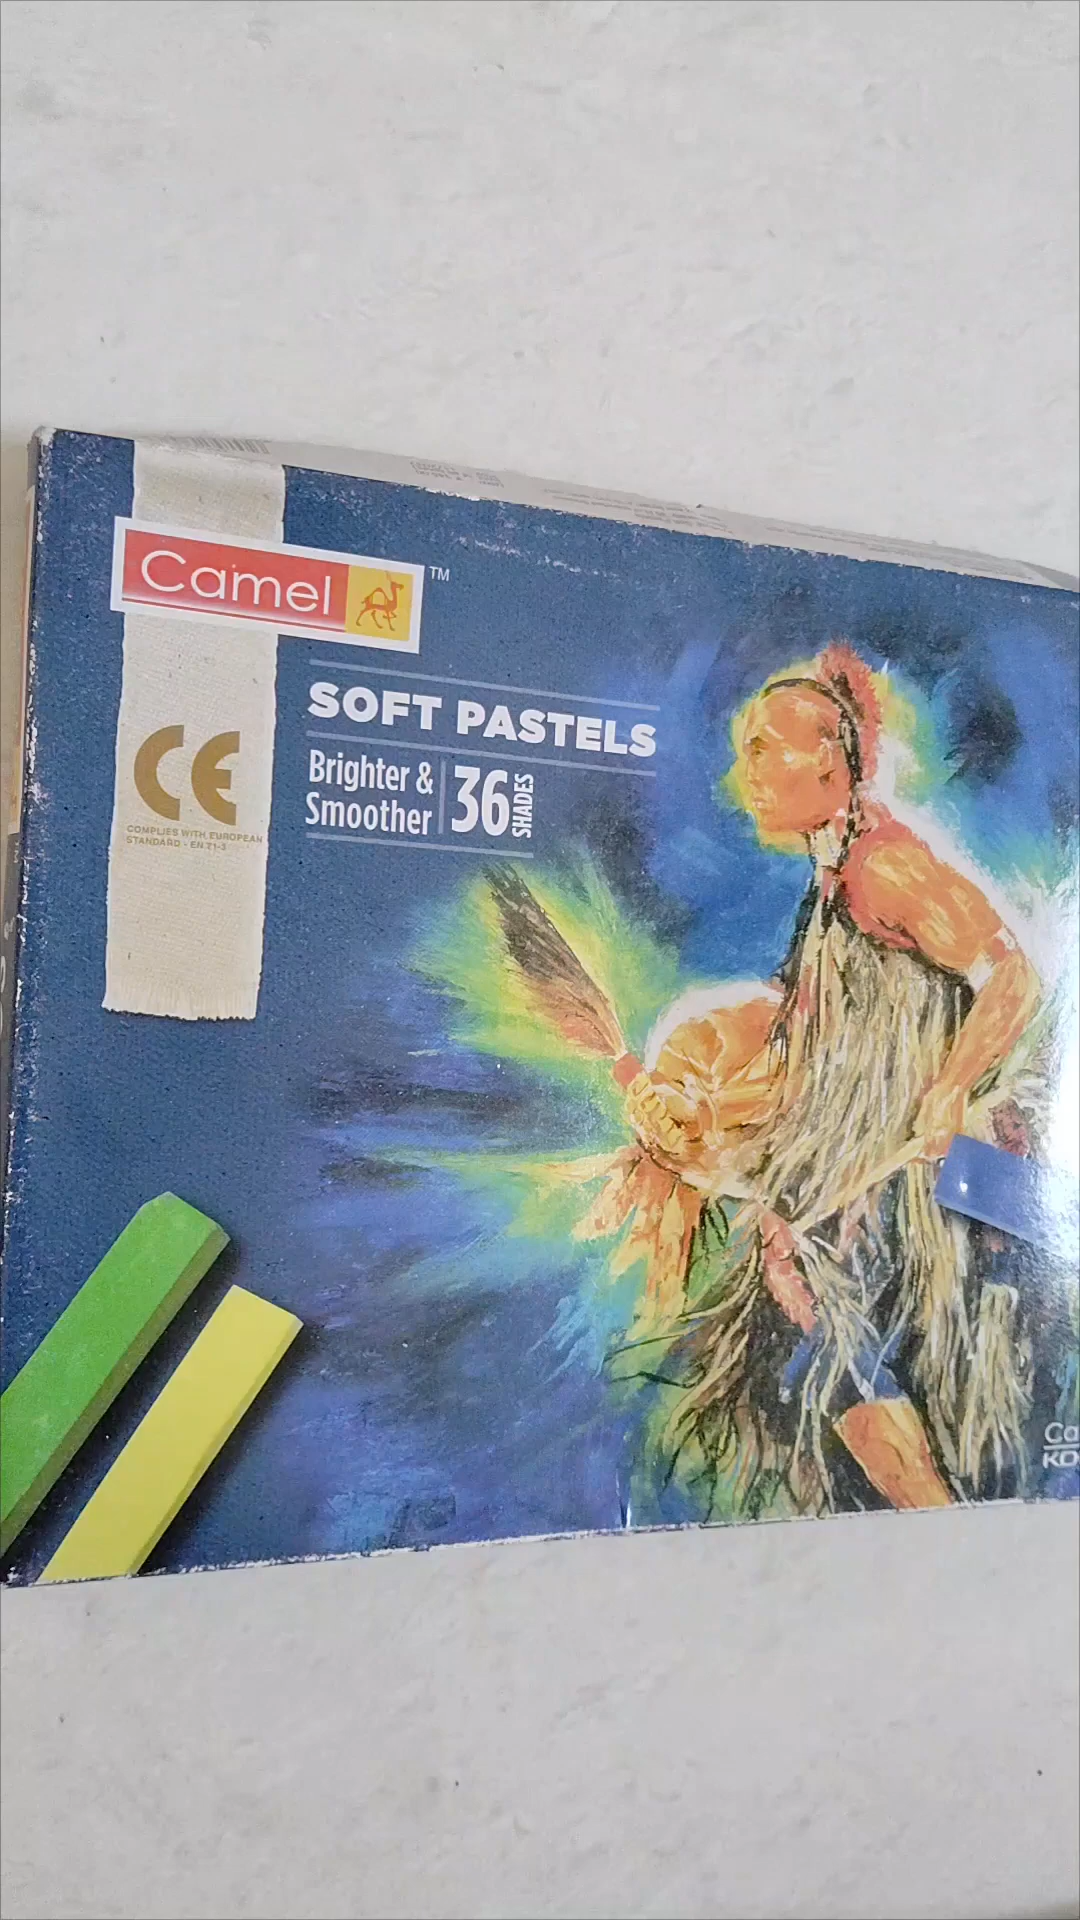 Camel
TM
SOFT PASTELS
Brighter &
Smoother
36
SHADES
CE
COMPLIES WITH EUROPEAN
STANDARD - EN 71-3